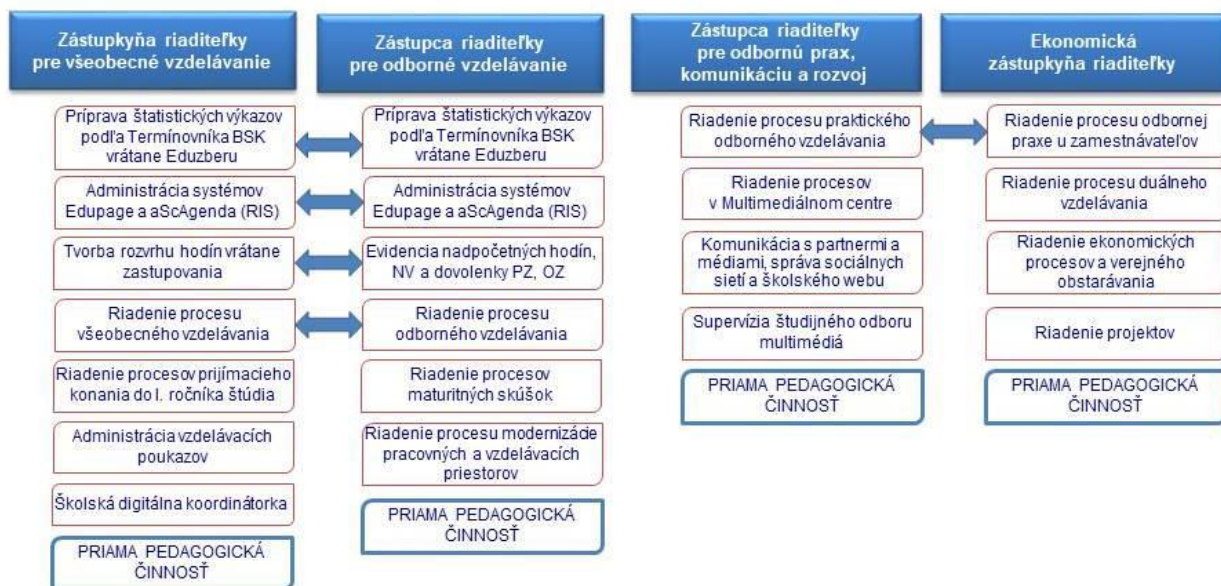 Zástupkyňa riaditeľky
pre všeobecné vzdelávanie
Príprava štatistických výkazov
podľa Termínovníka BSK
vrátane Eduzberu
Administrácia systémov
Edupage a aScAgenda (RIS)
Tvorba rozvrhu hodín vrátane
zastupovania
Riadenie procesu
všeobecného vzdelávania
Riadenie procesov prijímacieho
konania do I. ročníka štúdia
Administrácia vzdelávacích
poukazov
Školská digitálna koordinátorka
PRIAMA PEDAGOGICKÁ
ČINNOSŤ
Zástupca riaditeľky
pre odborné vzdelávanie
Príprava štatistických výkazov
podľa Termínovníka BSK
vrátane Eduzberu
Administrácia systémov
Edupage a aScAgenda (RIS)
Evidencia nadpočetných hodín,
NV a dovolenky PZ, OZ
Riadenie procesu
odborného vzdelávania
Riadenie procesov
maturitných skúšok
Riadenie procesu modernizácie
pracovných a vzdelávacích
priestorov
PRIAMA PEDAGOGICKÁ
ČINNOSŤ
Zástupca riaditeľky
pre odbornú prax,
komunikáciu a rozvoj
Riadenie procesu praktického
odborného vzdelávania
Riadenie procesov
v Multimediálnom centre
Komunikácia s partnermi a
médiami, správa sociálnych
sietí a školského webu
Supervízia študijného odboru
multimédiá
PRIAMA PEDAGOGICKÁ
ČINNOSŤ
Ekonomická
zástupkyňa riaditeľky
Riadenie procesu odbornej
praxe u zamestnávateľov
Riadenie procesu duálneho
vzdelávania
Riadenie ekonomických
procesov a verejného
obstarávania
Riadenie projektov
PRIAMA PEDAGOGICKÁ
ČINNOSŤ